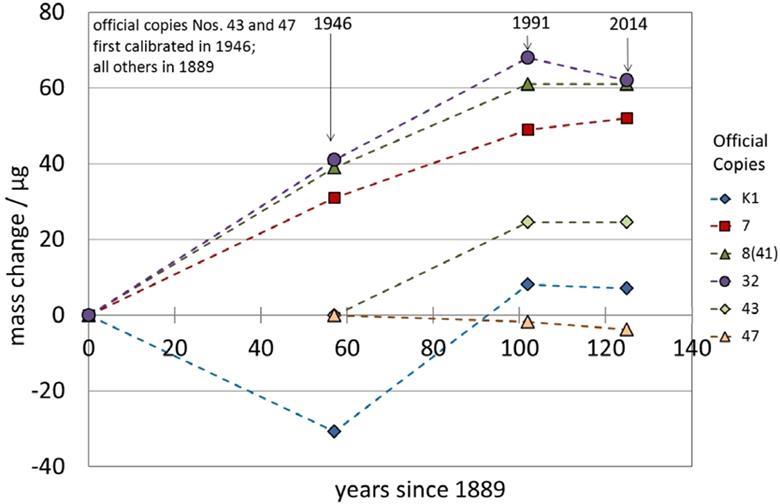 official copies Nos. 43 and 47
first calibrated in 1946;
all others in 1889
1946
1991
2014
80
60
40
20
0
-20
-40
mass change / µg
0
20
40
60
80
100
120
140
years since 1889
Official
Copies
K1
7
8(41)
32
43
47